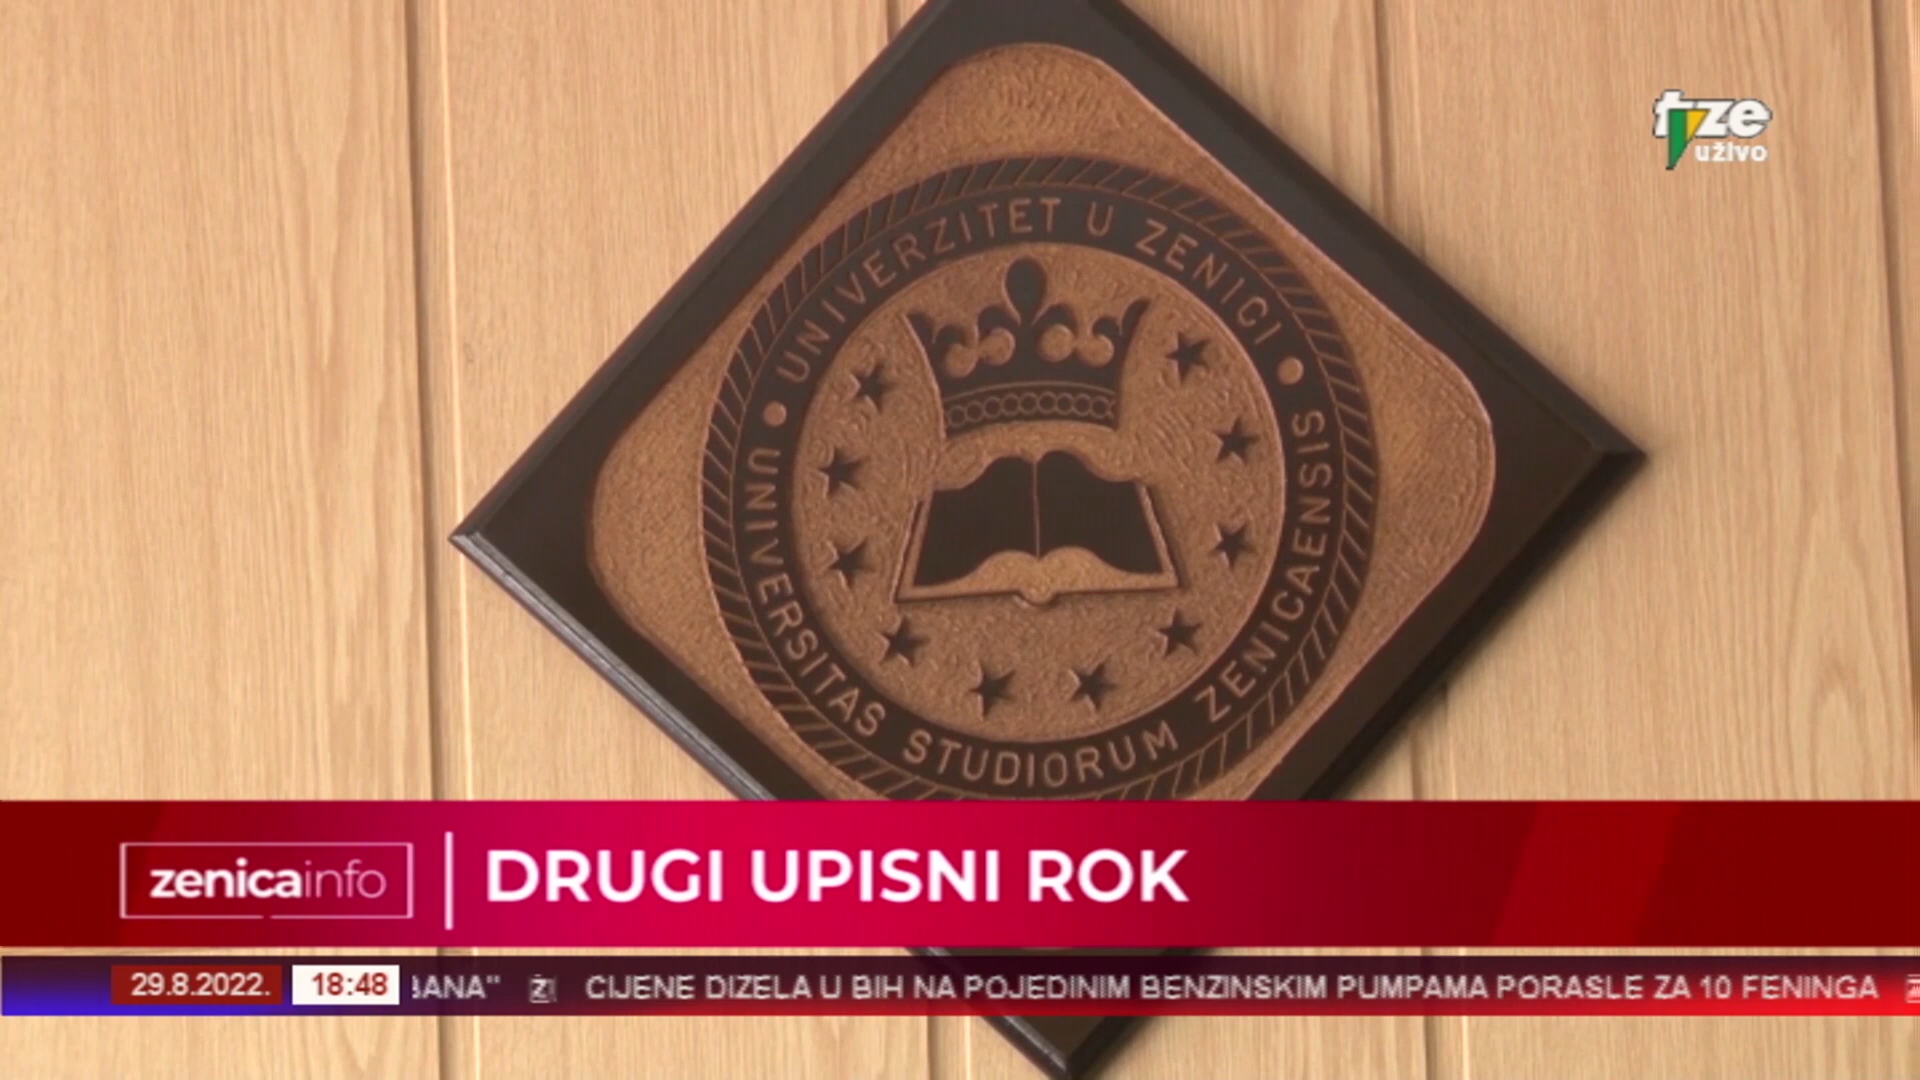 tvze
uživo
• UNIVERZITET U ZENICI •
UNIVERSITAS STUDIORUM ZENICAENSIS
zenicainfo
DRUGI UPISNI ROK
29.8.2022. 18:48 CIJENE DIZELA U BIH NA POJEDINIM BENZINSKIM PUMPAMA PORASLE ZA 10 FENINGA